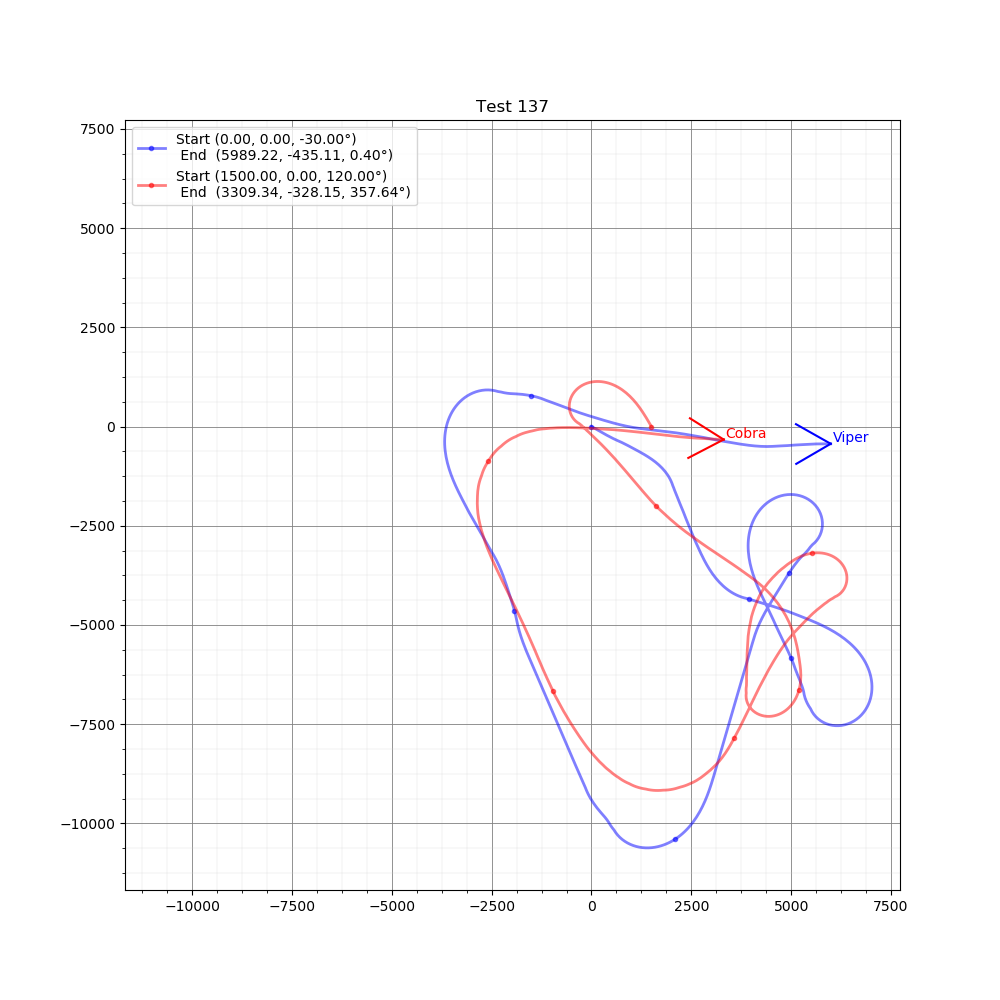 Test 137
Start (0.00, 0.00, -30.00°)
End (5989.22, -435.11, 0.40°)
Start (1500.00, 0.00, 120.00°)
End (3309.34, -328.15, 357.64°)
7500
5000
2500
0
−2500
−5000
−7500
−10000
Cobra
Viper
−10000 −7500 −5000 −2500 0 2500 5000 7500